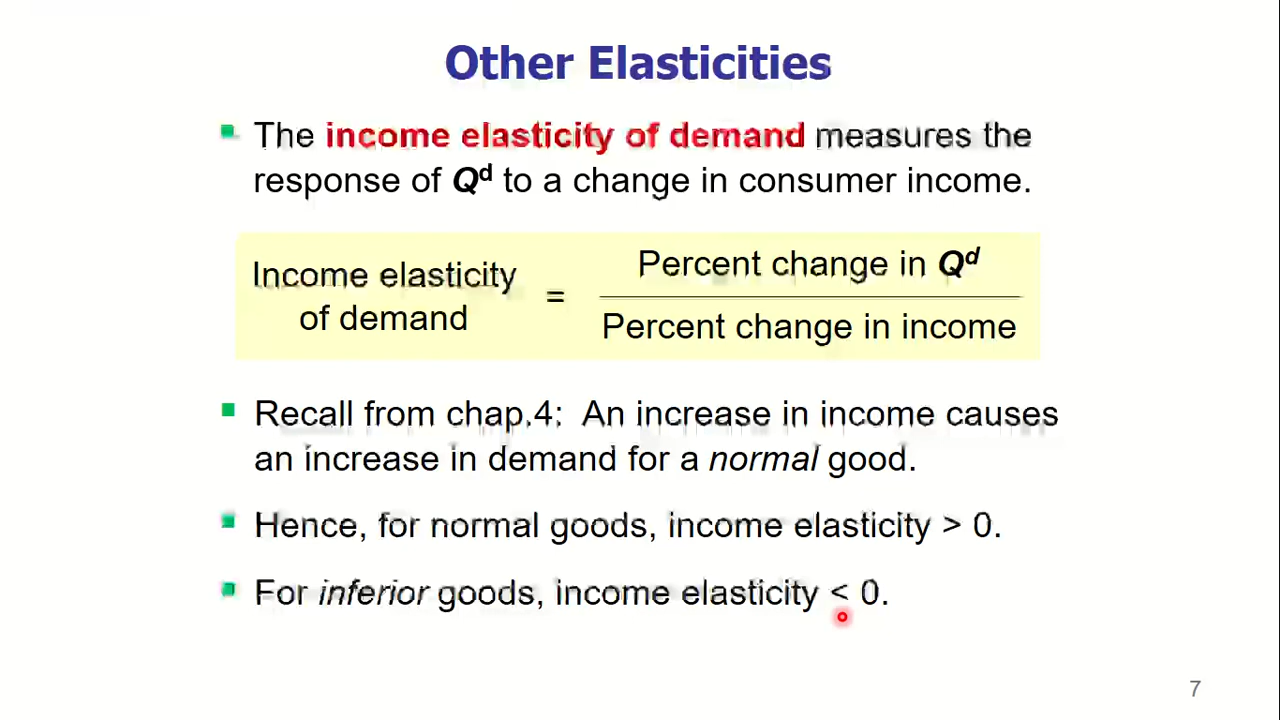 Other Elasticities
The income elasticity of demand measures the
response of Qd to a change in consumer income.
Income elasticity
of demand
=
Percent change in Qd
Percent change in income
Recall from chap.4: An increase in income causes
an increase in demand for a normal good.
Hence, for normal goods, income elasticity > 0.
For inferior goods, income elasticity < 0.
7